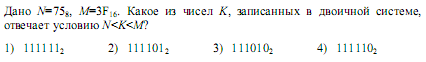 Дано N=75₈, M=3F₁₆. Какое из чисел K, записанных в двоичной системе,
отвечает условию N<K<M?
1) 111111₂ 2) 111101₂ 3) 111010₂ 4) 111110₂